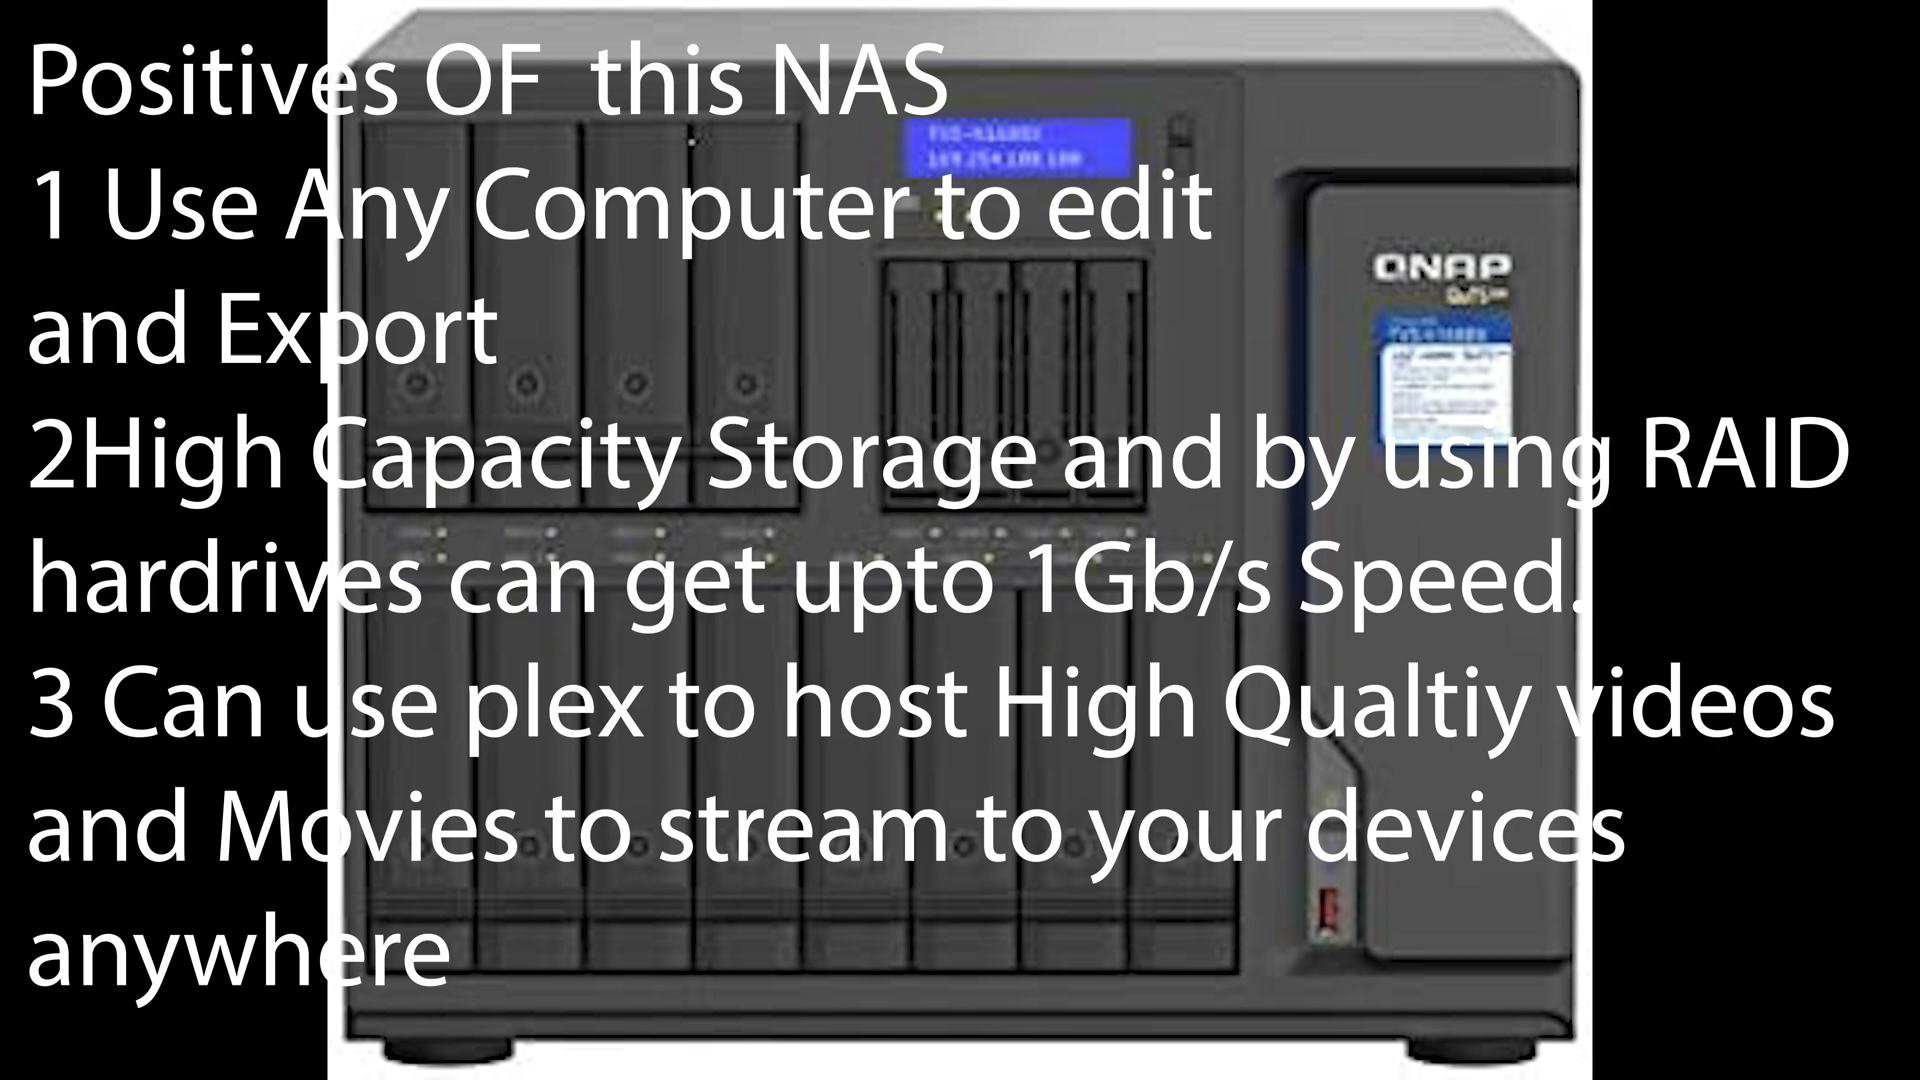 Positives OF this NAS
1 Use Any Computer to edit
and Export
2High Capacity Storage and by using RAID
hardrives can get upto 1Gb/s Speed.
3 Can use plex to host High Qualtiy videos
and Movies to stream to your devices
anywhere
QNAP